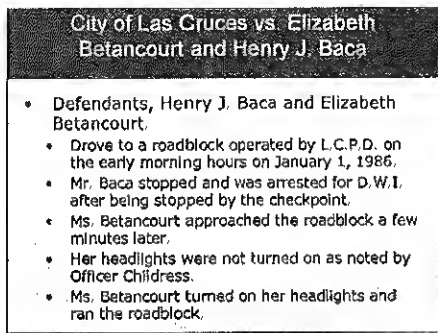 City of Las Cruces vs. Elizabeth
Betancourt and Henry J. Baca
• Defendants, Henry J. Baca and Elizabeth
Betancourt.
• Drove to a roadblock operated by L.C.P.D. on
the early morning hours on January 1, 1986.
• Mr. Baca stopped and was arrested for D.W.I.
after being stopped by the checkpoint.
• Ms. Betancourt approached the roadblock a few
minutes later.
• Her headlights were not turned on as noted by
Officer Childress.
• Ms. Betancourt turned on her headlights and
ran the roadblock.